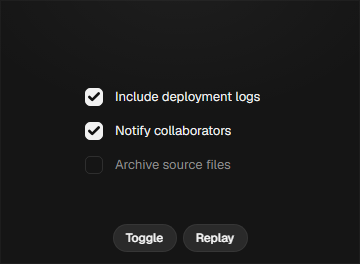 Include deployment logs
Notify collaborators
Archive source files
Toggle Replay